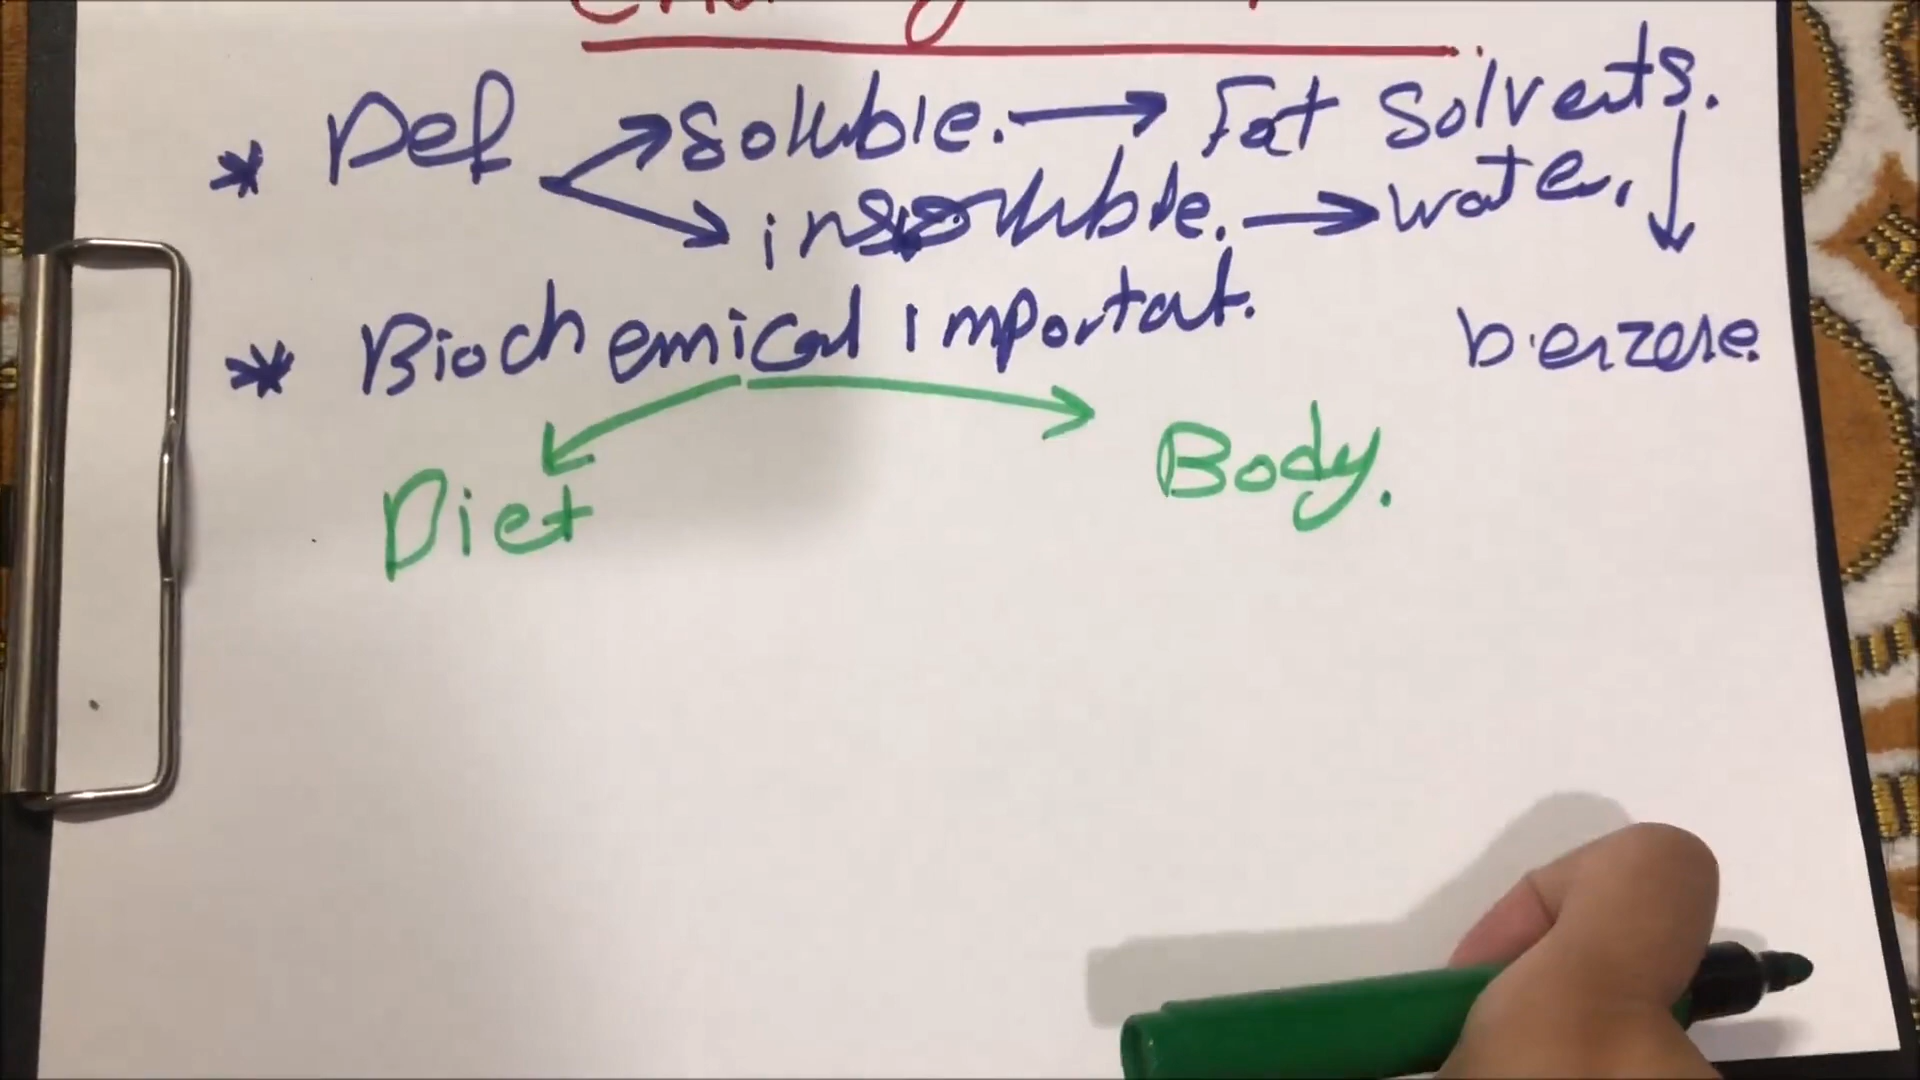 * Def soluble. → Fat Solvents.
insoluble. → water.
benzene.
* Biochemical importat.
Diet Body.